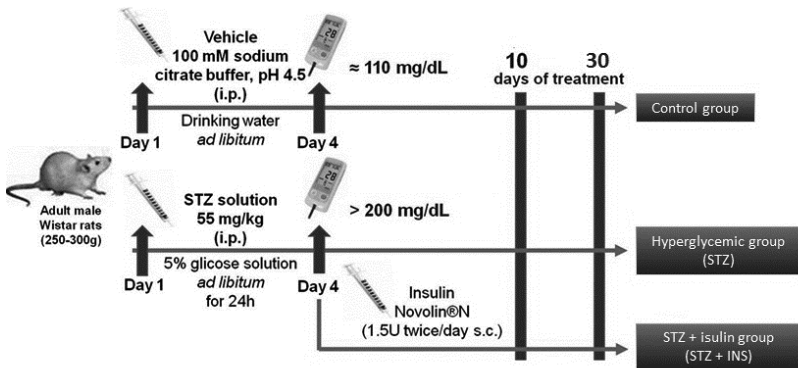 Vehicle
100 mM sodium
citrate buffer, pH 4.5
(i.p.)
≈ 110 mg/dL
10
30
days of treatment
Control group
Day 1
Drinking water
ad libitum
Day 4
Adult male
Wistar rats
(250-300g)
STZ solution
55 mg/kg
(i.p.)
> 200 mg/dL
Hyperglycemic group
(STZ)
Day 1
5% glucose solution
ad libitum
for 24h
Day 4
Insulin
Novolin®N
(1.5U twice/day s.c.)
STZ + isulin group
(STZ + INS)